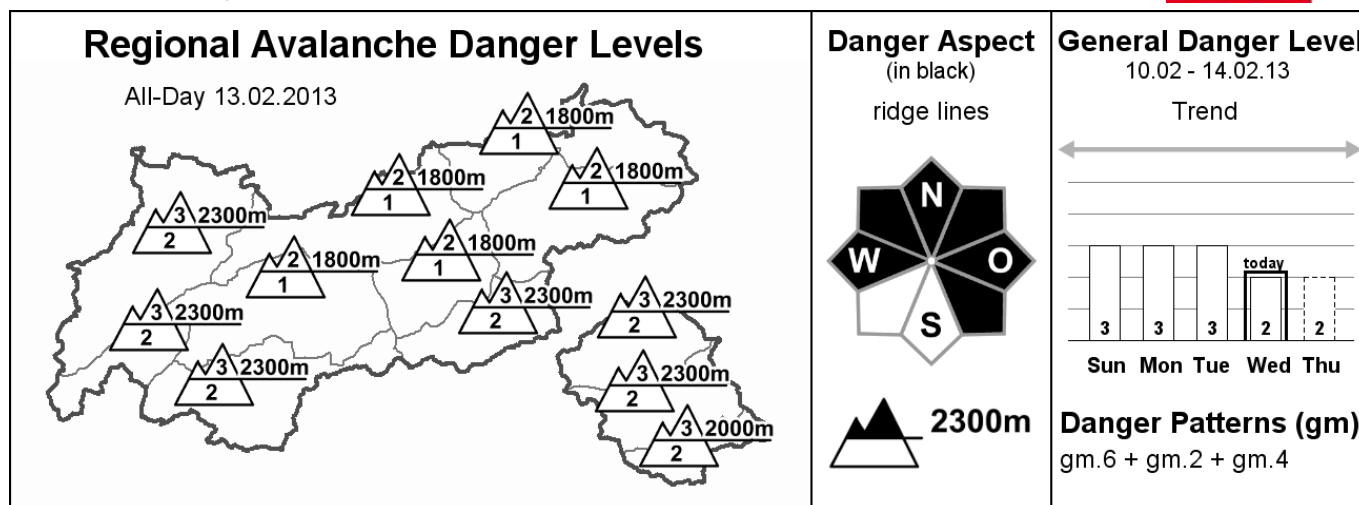 Regional Avalanche Danger Levels
All-Day 13.02.2013
2 1800m
1
2 1800m
1
2 1800m
1
3 2300m
2
2 1800m
1
2 1800m
1
3 2300m
2
3 2300m
2
3 2300m
2
3 2300m
2
3 2300m
2
3 2000m
2
Danger Aspect
(in black)
ridge lines
N
W O
S
2300m
General Danger Level
10.02 - 14.02.13
Trend
today
3 3 3 2 2
Sun Mon Tue Wed Thu
Danger Patterns (gm)
gm.6 + gm.2 + gm.4